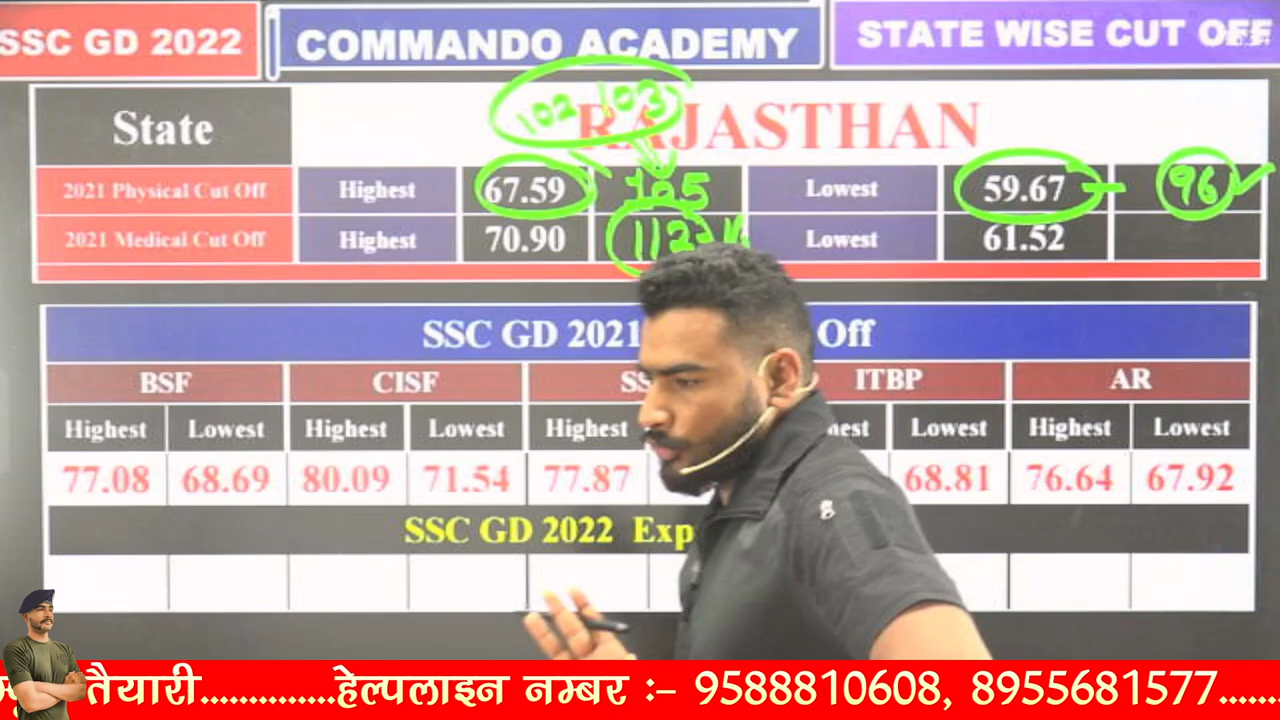 SSC GD 2022 COMMANDO ACADEMY STATE WISE CUT OFF
102 103
State RAJASTHAN
2021 Physical Cut Off Highest 67.59 105 Lowest 59.67 96
2021 Medical Cut Off Highest 70.90 112 Lowest 61.52
SSC GD 2021 Off
BSF CISF ITBP AR
Highest Lowest Highest Lowest Highest Lowest Highest Lowest
77.08 68.69 80.09 71.54 77.87 68.81 76.64 67.92
SSC GD 2022 Exp
तैयारी.............हेल्पलाइन नम्बर :- 9588810608, 8955681577......